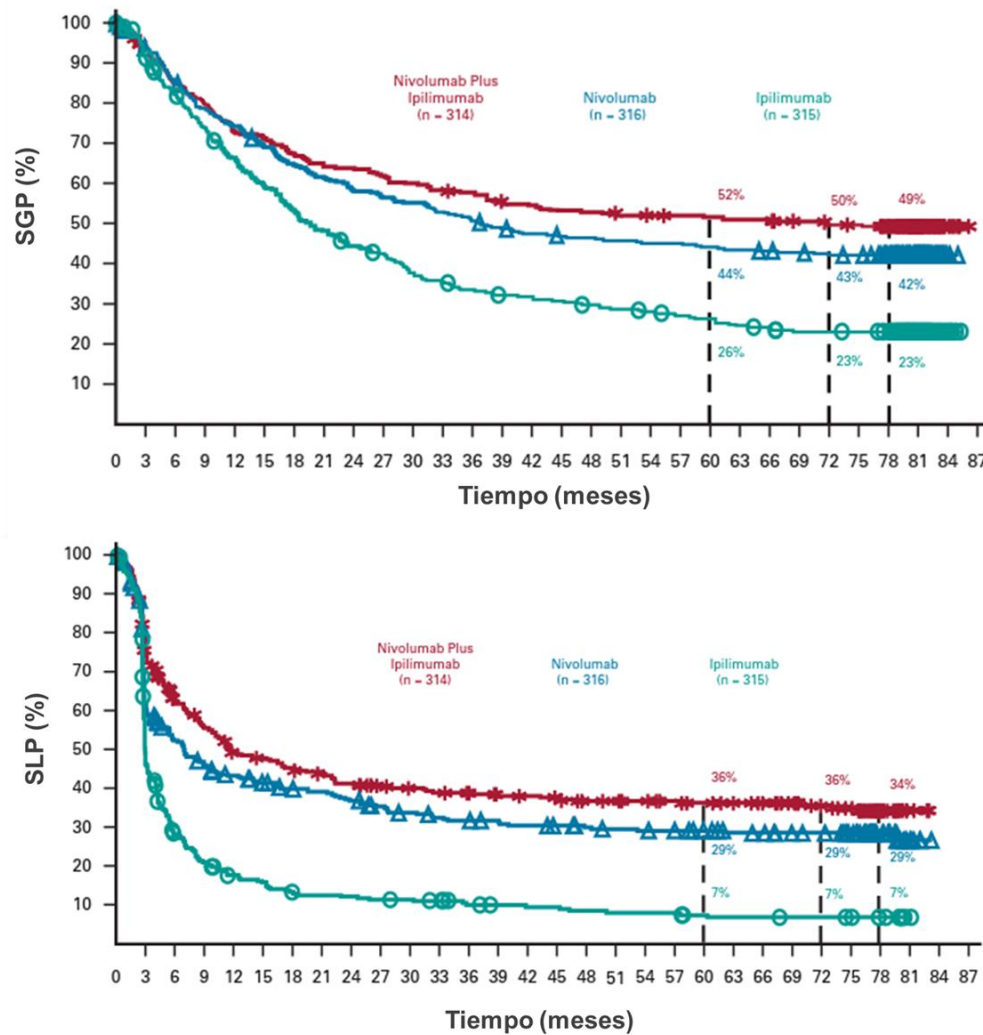 100
90
80
70
60
50
40
30
20
10
SGP (%)
Nivolumab Plus
Ipilimumab
(n = 314)
Nivolumab
(n = 316)
Ipilimumab
(n = 315)
52%
50%
49%
44%
43%
42%
26%
23%
23%
0 3 6 9 12 15 18 21 24 27 30 33 36 39 42 45 48 51 54 57 60 63 66 69 72 75 78 81 84 87
Tiempo (meses)
100
90
80
70
60
50
40
30
20
10
SLP (%)
Nivolumab Plus
Ipilimumab
(n = 314)
Nivolumab
(n = 316)
Ipilimumab
(n = 315)
36%
36%
34%
29%
29%
29%
7%
7%
7%
0 3 6 9 12 15 18 21 24 27 30 33 36 39 42 45 48 51 54 57 60 63 66 69 72 75 78 81 84 87
Tiempo (meses)